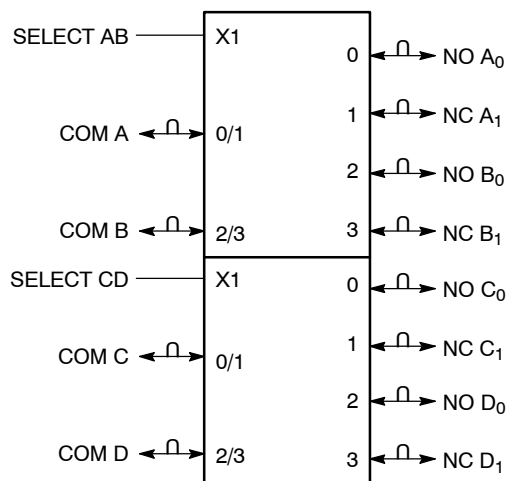 SELECT AB X1
0 NO A0
1 NC A1
COM A 0/1
2 NO B0
COM B 2/3 3 NC B1
SELECT CD X1
0 NO C0
1 NC C1
COM C 0/1
2 NO D0
COM D 2/3 3 NC D1